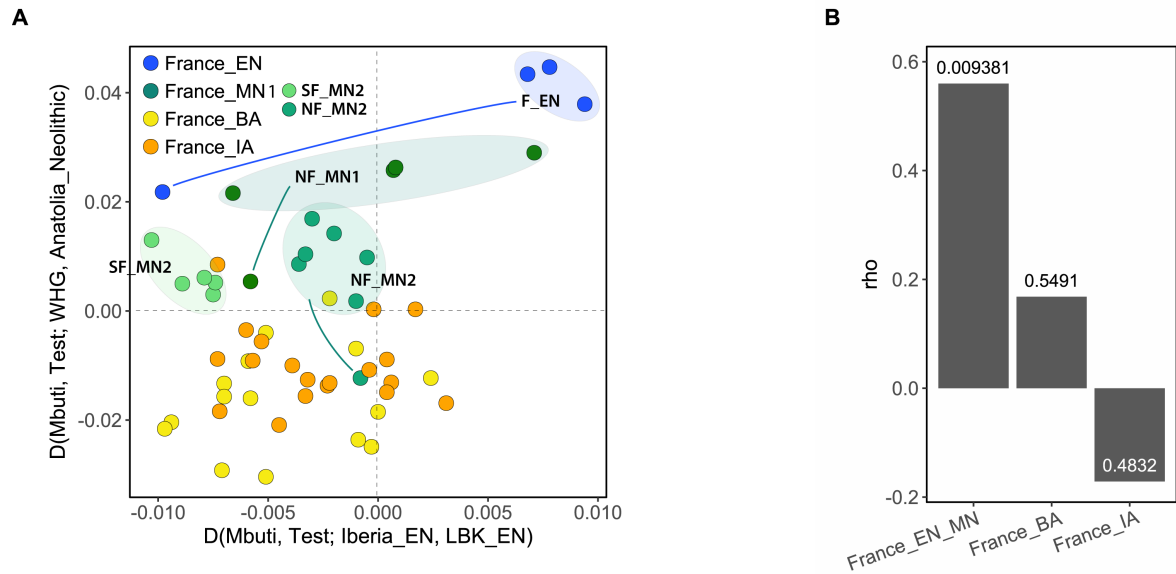 A
B
France_EN
France_MN1
SF_MN2
NF_MN2
France_BA
France_IA
F_EN
NF_MN1
SF_MN2
NF_MN2
0.04
0.02
0.00
-0.02
D(Mbuti, Test; WHG, Anatolia_Neolithic)
-0.010
-0.005
0.000
0.005
0.010
D(Mbuti, Test; Iberia_EN, LBK_EN)
0.6
0.4
0.2
0.0
-0.2
rho
0.009381
0.5491
0.4832
France_EN_MN
France_BA
France_IA